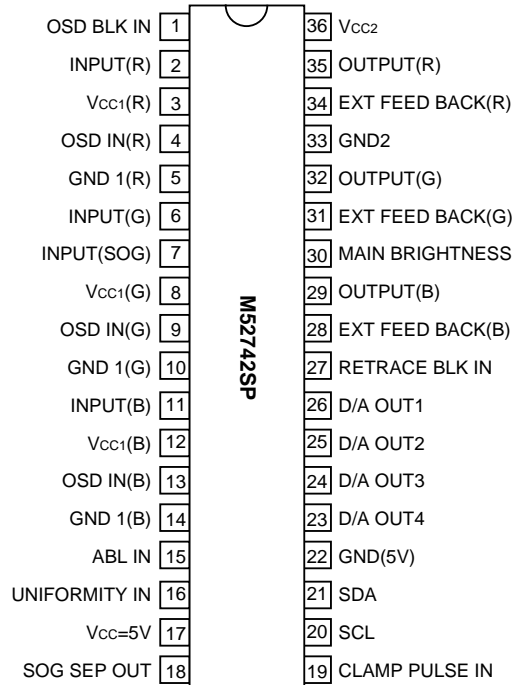 OSD BLK IN 1 36 Vcc2
INPUT(R) 2 35 OUTPUT(R)
Vcc1(R) 3 34 EXT FEED BACK(R)
OSD IN(R) 4 33 GND2
GND 1(R) 5 32 OUTPUT(G)
INPUT(G) 6 31 EXT FEED BACK(G)
INPUT(SOG) 7 30 MAIN BRIGHTNESS
Vcc1(G) 8 29 OUTPUT(B)
OSD IN(G) 9 28 EXT FEED BACK(B)
GND 1(G) 10 27 RETRACE BLK IN
INPUT(B) 11 26 D/A OUT1
Vcc1(B) 12 25 D/A OUT2
OSD IN(B) 13 24 D/A OUT3
GND 1(B) 14 23 D/A OUT4
ABL IN 15 22 GND(5V)
UNIFORMITY IN 16 21 SDA
Vcc=5V 17 20 SCL
SOG SEP OUT 18 19 CLAMP PULSE IN
M52742SP